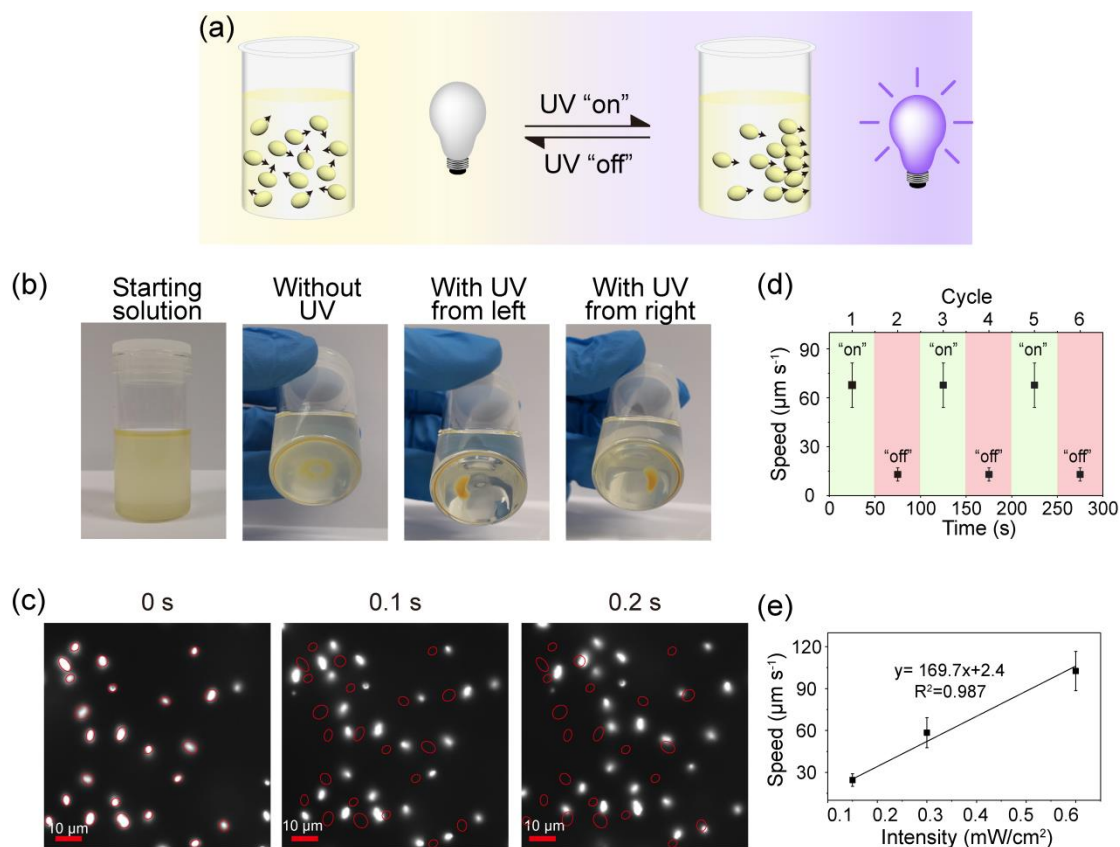 (a)
UV “on”
UV “off”
(b)
Starting
solution
Without
UV
With UV
from left
With UV
from right
(c)
0 s
0.1 s
0.2 s
10 μm
10 μm
10 μm
(d)
Cycle
1 2 3 4 5 6
Speed (μm s⁻¹)
90
60
30
0
“on” “on” “on”
“off” “off” “off”
0 50 100 150 200 250 300
Time (s)
(e)
Speed (μm s⁻¹)
120
90
60
30
y= 169.7x+2.4
R²=0.987
0.1 0.2 0.3 0.4 0.5 0.6
Intensity (mW/cm²)